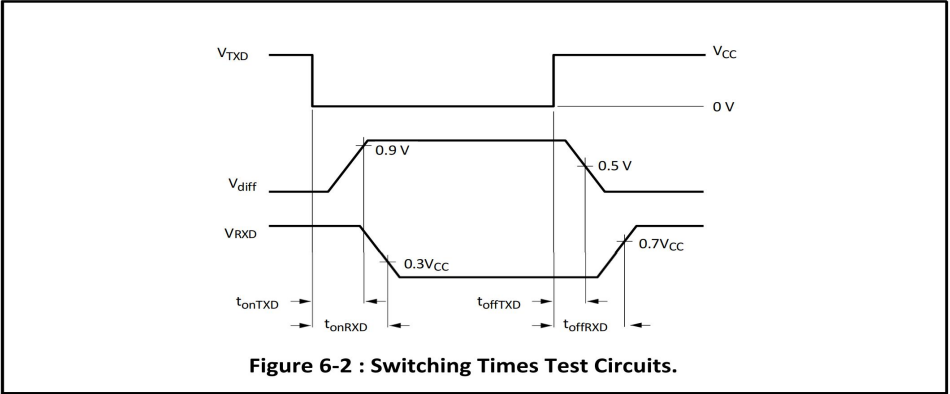 VTXD
VCC
0 V
0.9 V
0.5 V
Vdiff
VRXD
0.7VCC
0.3VCC
tonTXD
toffTXD
tonRXD
toffRXD
Figure 6-2 : Switching Times Test Circuits.